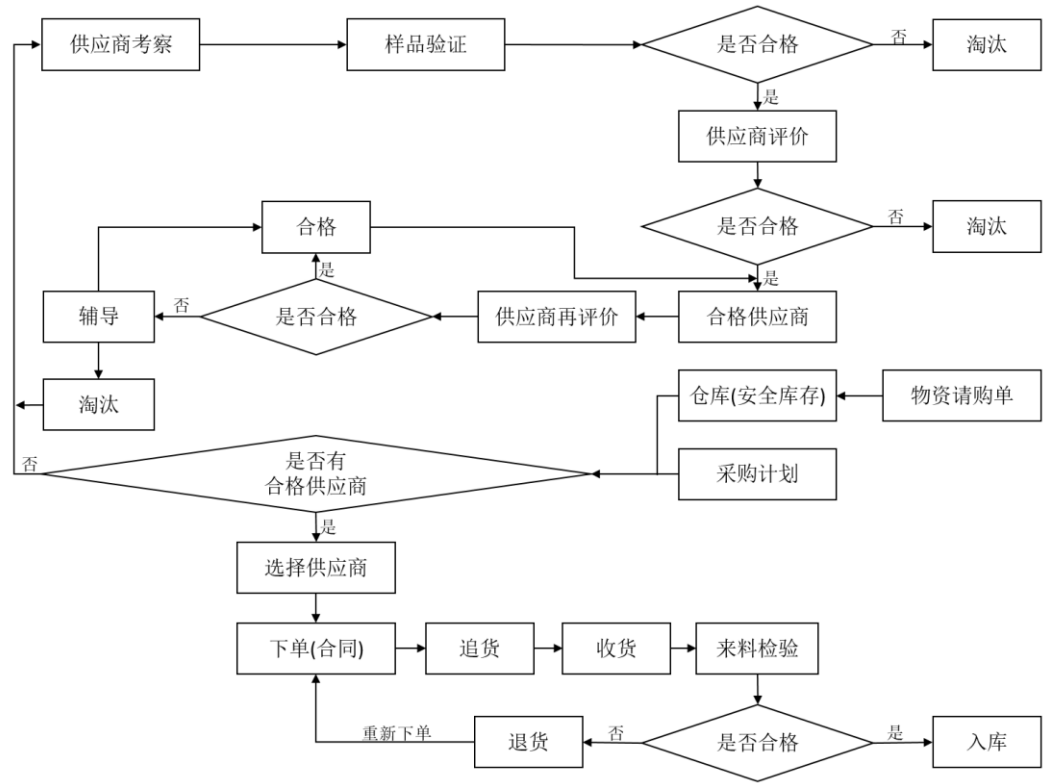 供应商考察
样品验证
是否合格
否
淘汰
是
供应商评价
是否合格
否
淘汰
是
合格
是
辅导
否
是否合格
供应商再评价
合格供应商
淘汰
仓库(安全库存)
物资请购单
否
是否有
合格供应商
采购计划
是
选择供应商
下单(合同)
追货
收货
来料检验
重新下单
退货
否
是否合格
是
入库